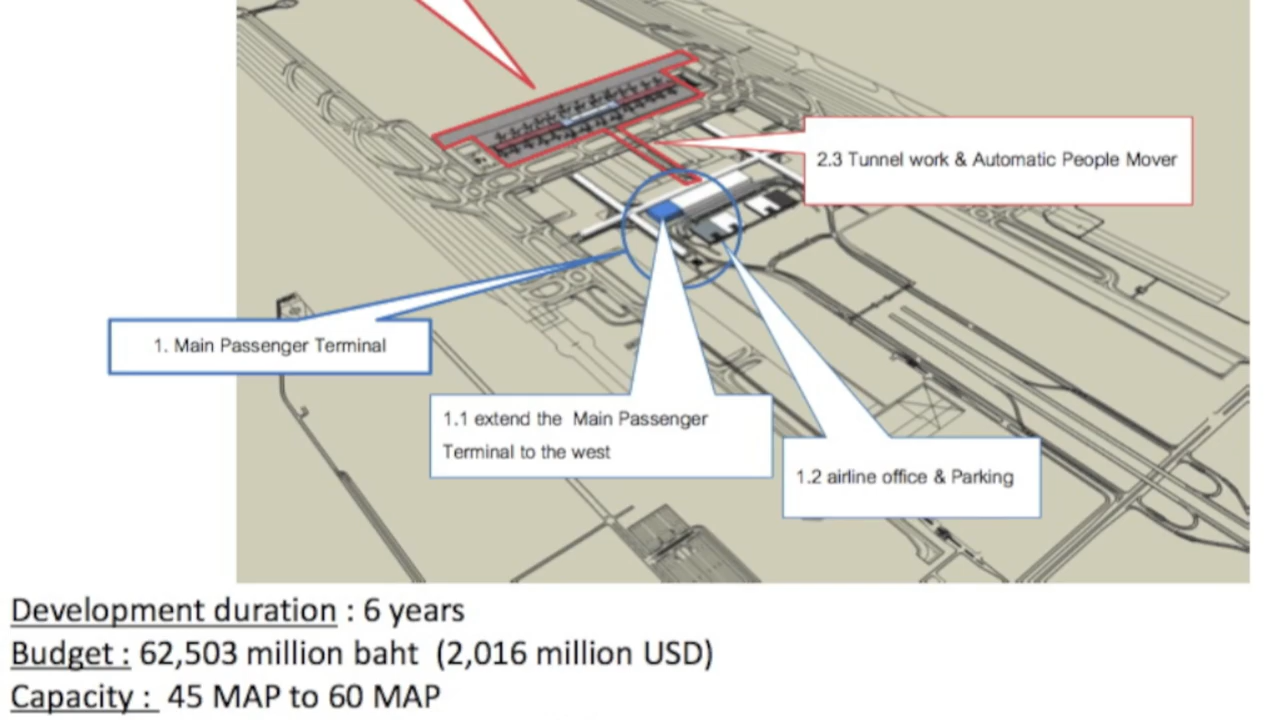 2.3 Tunnel work & Automatic People Mover
1. Main Passenger Terminal
1.1 extend the Main Passenger
Terminal to the west
1.2 airline office & Parking
Development duration : 6 years
Budget : 62,503 million baht (2,016 million USD)
Capacity : 45 MAP to 60 MAP